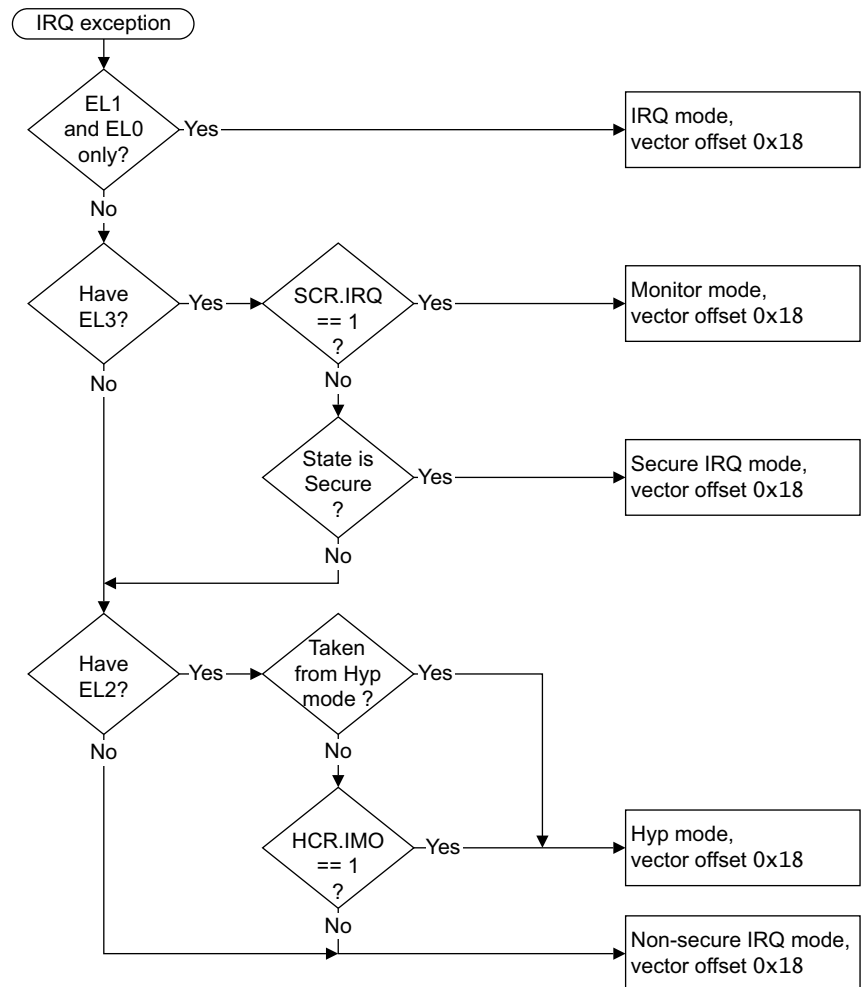 IRQ exception
EL1
and EL0
only?
Yes
IRQ mode,
vector offset 0x18
No
Have
EL3?
Yes
SCR.IRQ
== 1
?
Yes
Monitor mode,
vector offset 0x18
No
No
State is
Secure
?
Yes
Secure IRQ mode,
vector offset 0x18
No
Have
EL2?
Yes
Taken
from Hyp
mode ?
Yes
No
No
HCR.IMO
== 1
?
Yes
Hyp mode,
vector offset 0x18
No
Non-secure IRQ mode,
vector offset 0x18